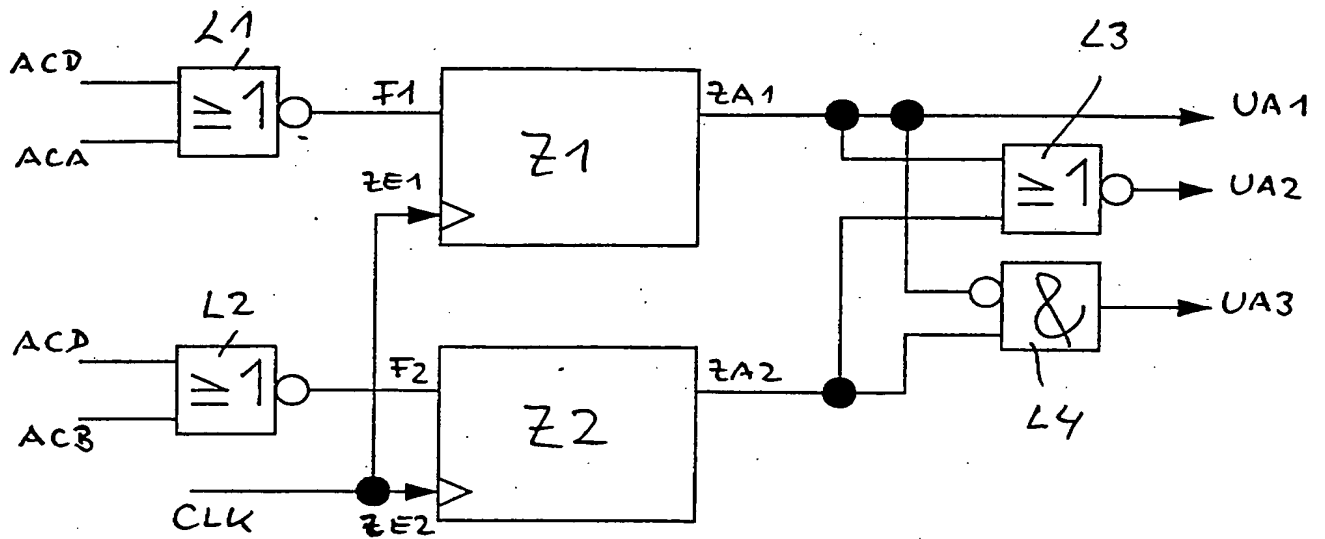 L1
L3
ACD
≥1
F1
ZA1
UA1
ACA
Z1
ZE1
≥1
UA2
L2
&
UA3
ACD
≥1
F2
ZA2
ACB
Z2
L4
CLK
ZE2